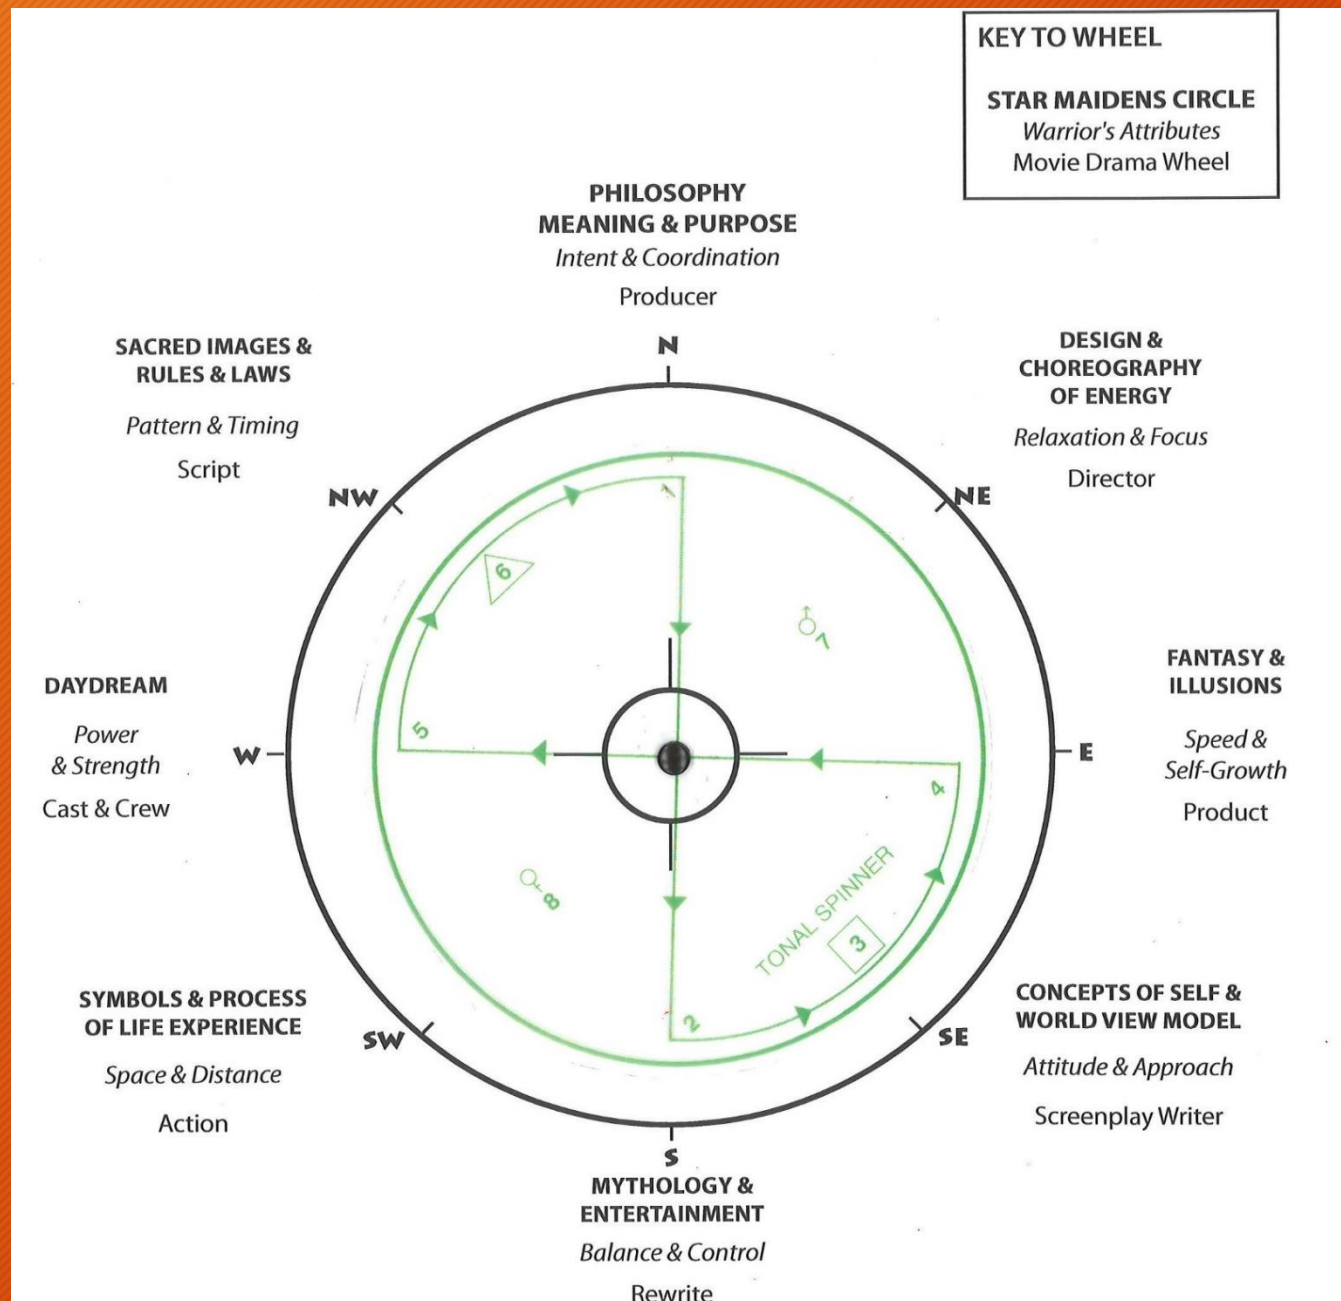 KEY TO WHEEL
STAR MAIDENS CIRCLE
Warrior's Attributes
Movie Drama Wheel
PHILOSOPHY
MEANING & PURPOSE
Intent & Coordination
Producer
SACRED IMAGES &
RULES & LAWS
Pattern & Timing
Script
DESIGN &
CHOREOGRAPHY
OF ENERGY
Relaxation & Focus
Director
N
NW
NE
1
6
7
DAYDREAM
Power
& Strength
Cast & Crew
W
5
4
E
FANTASY &
ILLUSIONS
Speed &
Self-Growth
Product
8
TONAL SPINNER
3
2
SYMBOLS & PROCESS
OF LIFE EXPERIENCE
Space & Distance
Action
SW
SE
CONCEPTS OF SELF &
WORLD VIEW MODEL
Attitude & Approach
Screenplay Writer
S
MYTHOLOGY &
ENTERTAINMENT
Balance & Control
Rewrite